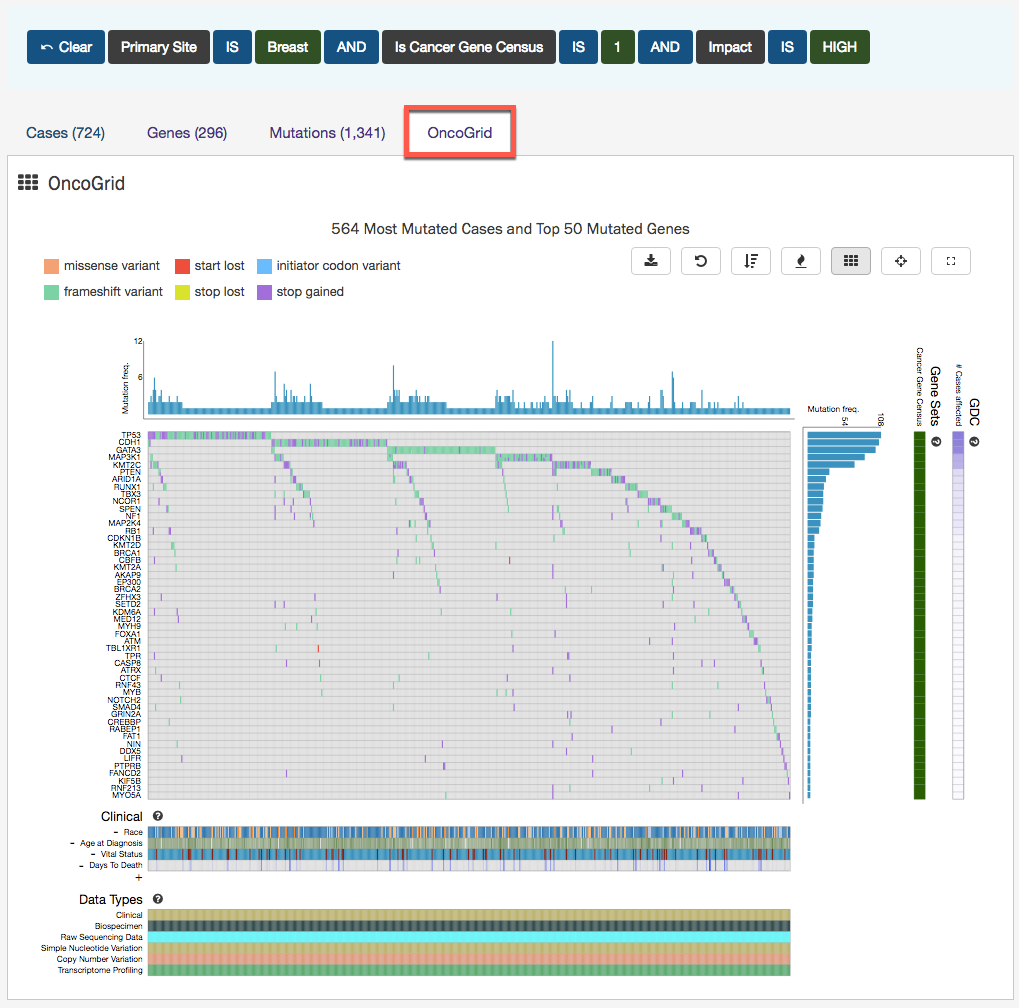 Clear Primary Site IS Breast AND Is Cancer Gene Census IS 1 AND Impact IS HIGH
Cases (724) Genes (296) Mutations (1,341) OncoGrid
OncoGrid
564 Most Mutated Cases and Top 50 Mutated Genes
missense variant start lost initiator codon variant
frameshift variant stop lost stop gained
12
6
Mutation freq.
Mutation freq.
54
108
Cancer Gene Census
Gene Sets
# Cases affected
GDC
TP53
CDH1
GATA3
MAP3K1
KMT2C
PTEN
ARID1A
RUNX1
TBX3
NCOR1
SPEN
NF1
MAP2K4
RB1
CDKN1B
KMT2D
BRCA1
CBFB
KMT2A
AKAP9
EP300
BRCA2
ZFHX3
SETD2
KDM6A
MED12
MYH9
FOXA1
ATM
TBL1XR1
TPR
CASP8
ATRX
CTCF
RNF43
MYB
NOTCH2
SMAD4
GRIN2A
CREBBP
RABEP1
FAT1
NIN
DDX5
LIFR
PTPRB
FANCD2
KIF5B
RNF213
MYO5A
Clinical ?
- Race
- Age at Diagnosis
- Vital Status
- Days To Death
+
Data Types ?
Clinical
Biospecimen
Raw Sequencing Data
Simple Nucleotide Variation
Copy Number Variation
Transcriptome Profiling